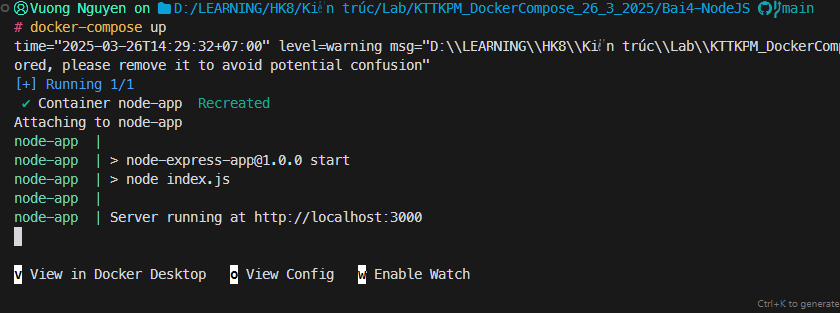 Vuong Nguyen on D:/LEARNING/HK8/Kiến trúc/Lab/KTTKPM_DockerCompose_26_3_2025/Bai4-NodeJS main
# docker-compose up
time="2025-03-26T14:29:32+07:00" level=warning msg="D:\\LEARNING\\HK8\\Kiến trúc\\Lab\\KTTKPM_DockerComp
ored, please remove it to avoid potential confusion"
[+] Running 1/1
✔ Container node-app Recreated
Attaching to node-app
node-app |
node-app | > node-express-app@1.0.0 start
node-app | > node index.js
node-app |
node-app | Server running at http://localhost:3000
v View in Docker Desktop o View Config w Enable Watch
Ctrl+K to generate